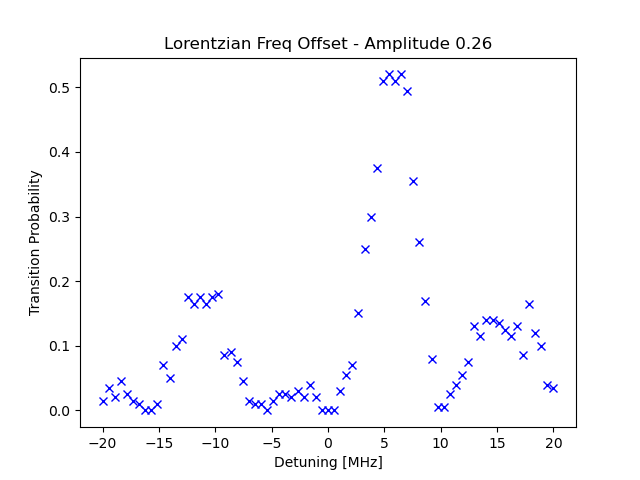 Lorentzian Freq Offset - Amplitude 0.26
Transition Probability
0.5
0.4
0.3
0.2
0.1
0.0
−20 −15 −10 −5 0 5 10 15 20
Detuning [MHz]